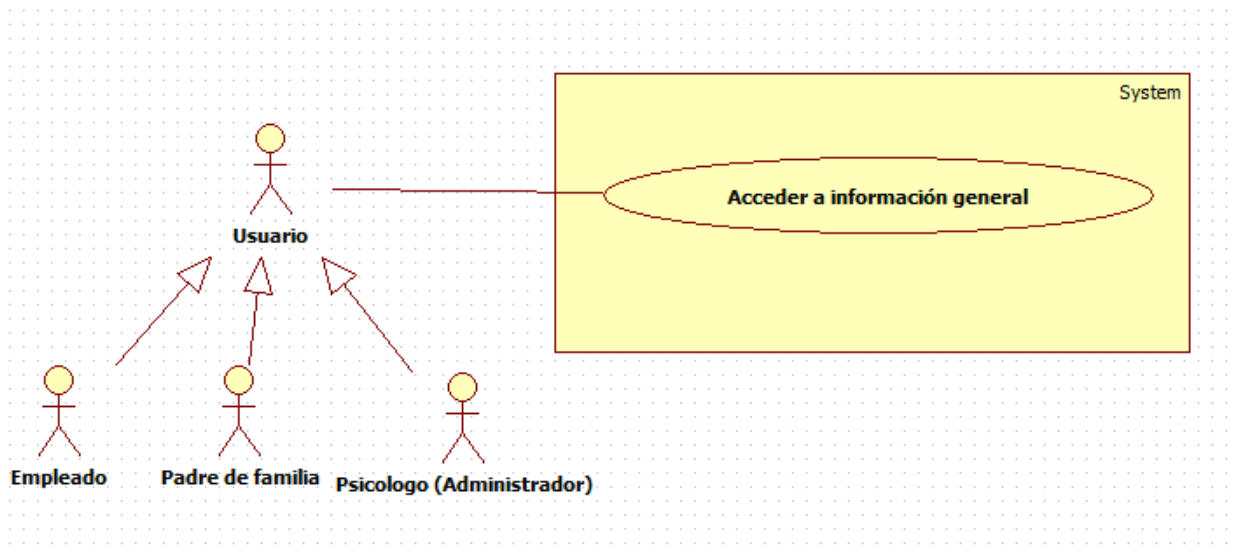 System
Acceder a información general
Usuario
Empleado
Padre de familia
Psicologo (Administrador)